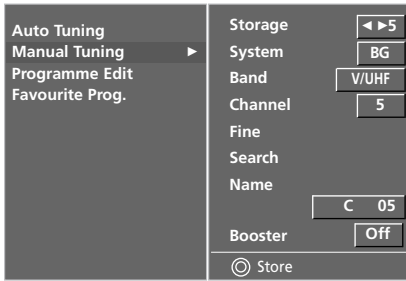 Auto Tuning
Manual Tuning ►
Programme Edit
Favourite Prog.
Storage ◄ ►5
System BG
Band V/UHF
Channel 5
Fine
Search
Name
C 05
Booster Off
Store